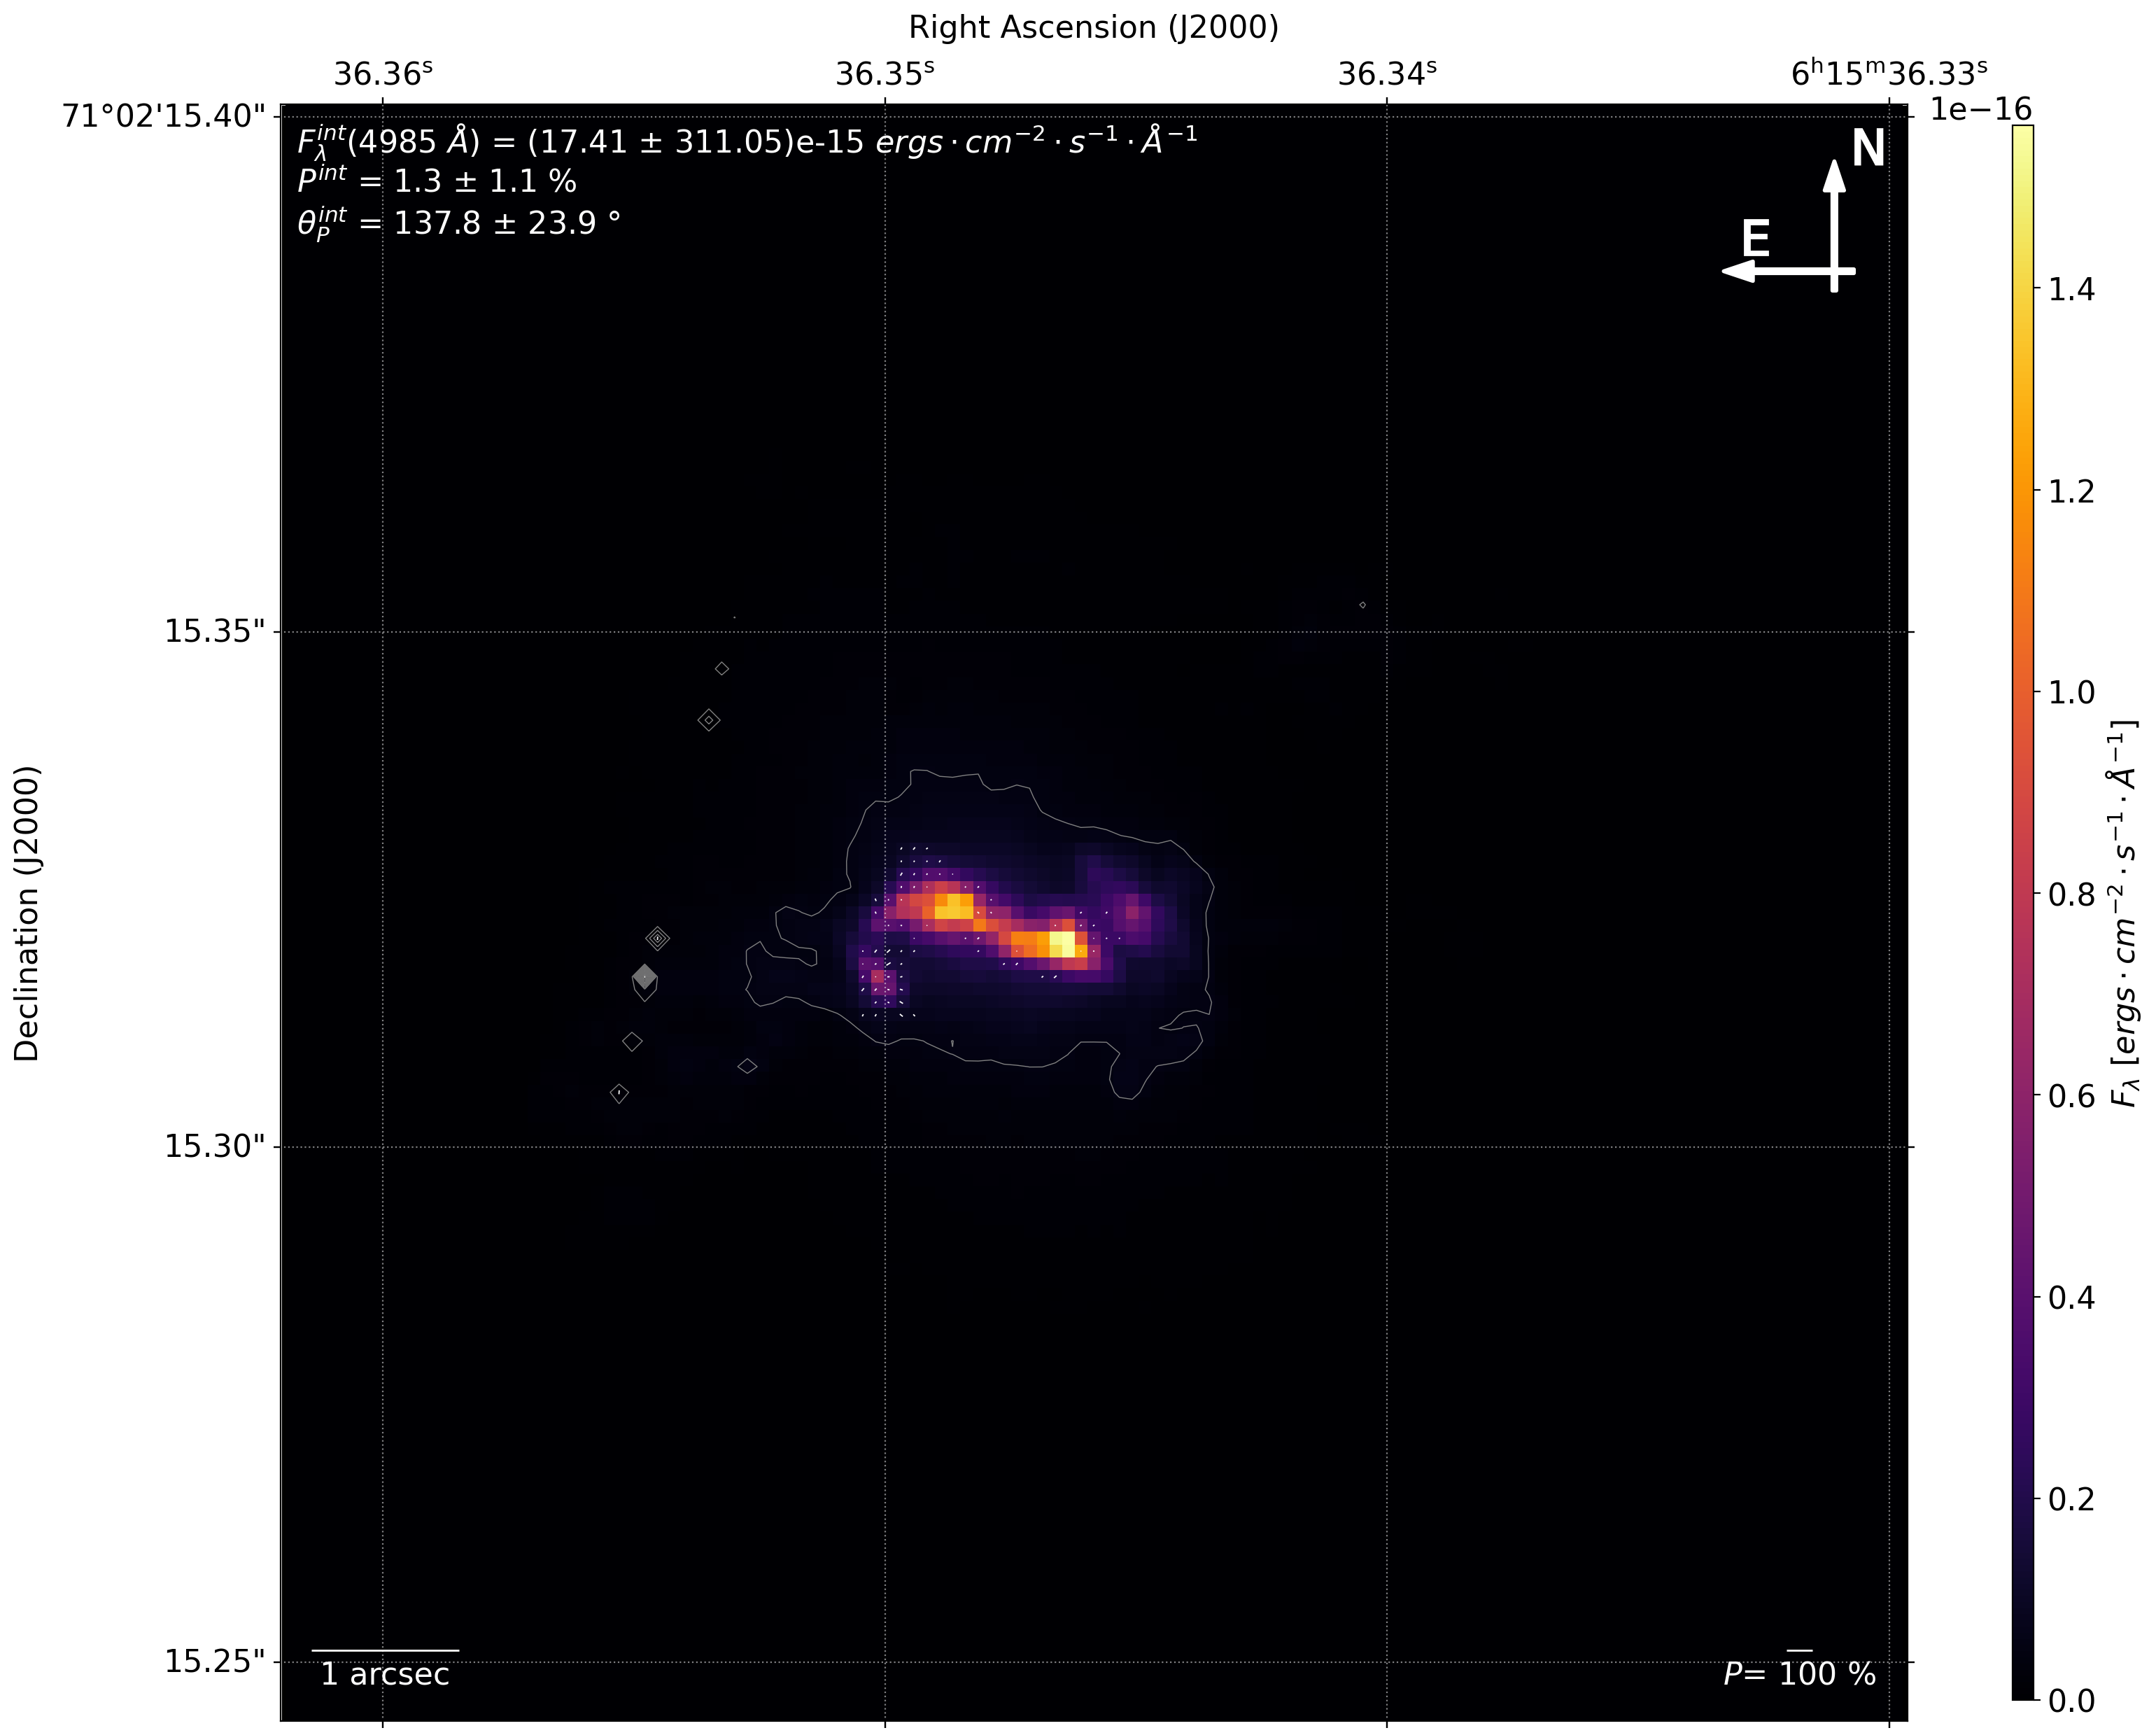 Right Ascension (J2000)
36.36ˢ 36.35ˢ 36.34ˢ 6ʰ15ᵐ36.33ˢ
71°02'15.40"
1e−16
F_λ^int(4985 Å) = (17.41 ± 311.05)e-15 ergs · cm⁻² · s⁻¹ · Å⁻¹
P^int = 1.3 ± 1.1 %
θ_P^int = 137.8 ± 23.9 °
N
E
15.35"
15.30"
15.25"
Declination (J2000)
1 arcsec
P= 100 %
1.4
1.2
1.0
0.8
0.6
0.4
0.2
0.0
F_λ [ergs · cm⁻² · s⁻¹ · Å⁻¹]